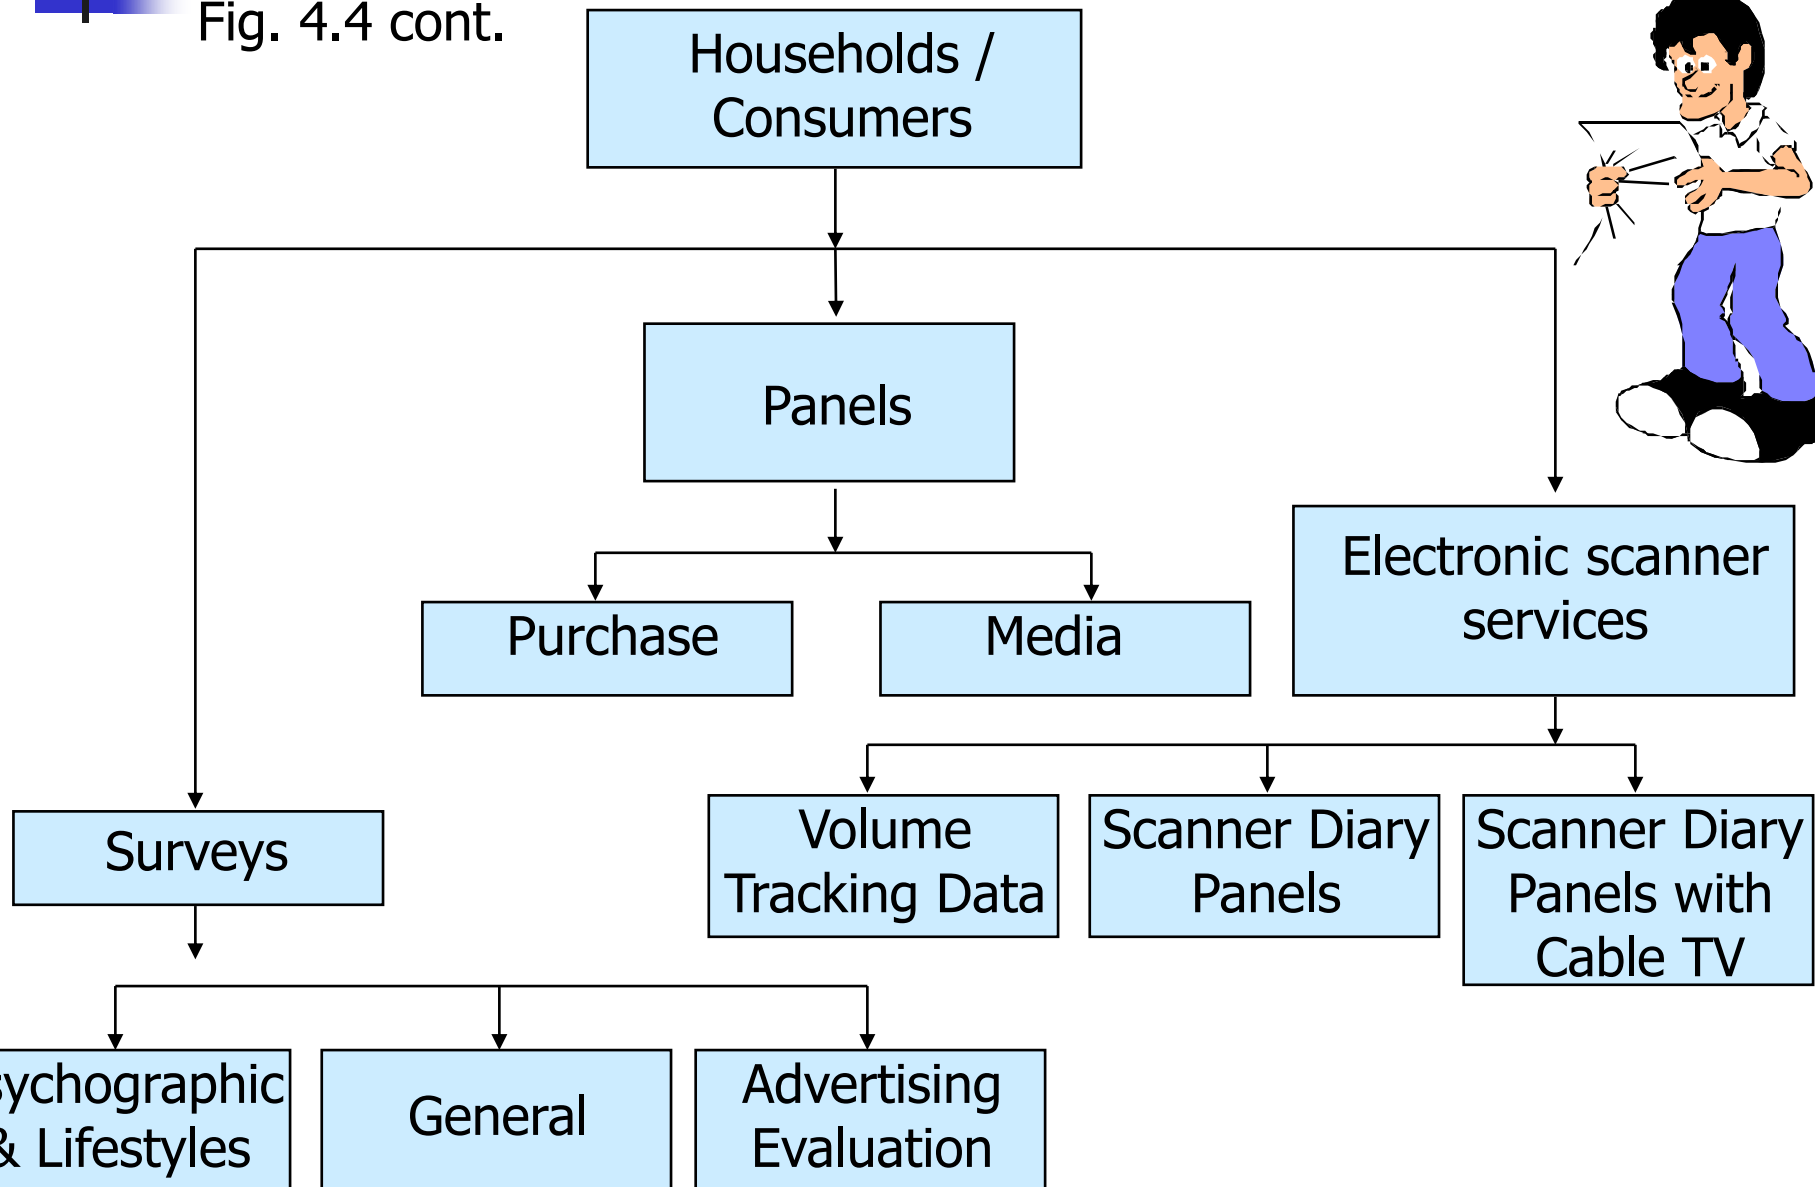 Fig. 4.4 cont.
Households /
Consumers
Panels
Electronic scanner
services
Purchase
Media
Surveys
Volume
Tracking Data
Scanner Diary
Panels
Scanner Diary
Panels with
Cable TV
sychographic
& Lifestyles
General
Advertising
Evaluation